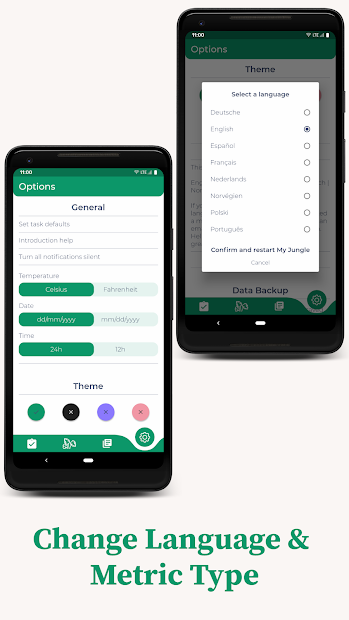 11:00
LTE
Options
General
Set task defaults
Introduction help
Turn all notifications silent
Temperature
Celsius
Fahrenheit
Date
dd/mm/yyyy
mm/dd/yyyy
Time
24h
12h
Theme
11:00
LTE
Options
Theme
Select a language
Deutsche
English
Español
Français
Nederlands
Norvégien
Polski
Português
Confirm and restart My Jungle
Cancel
Data Backup
Change Language &
Metric Type